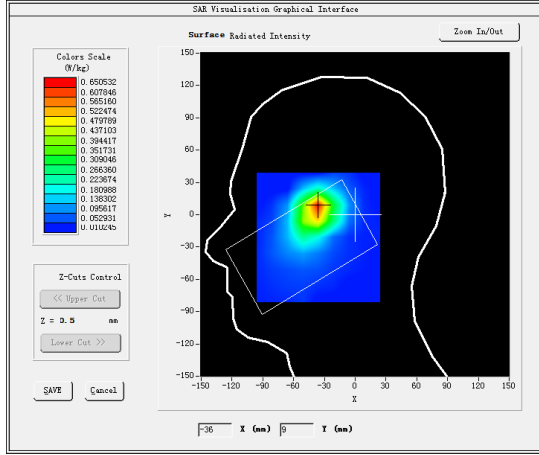 SAR Visualisation Graphical Interface
Surface Radiated Intensity
Zoom In/Out
Colors Scale
(W/kg)
0.650532
0.607846
0.565160
0.522474
0.479789
0.437103
0.394417
0.351731
0.309046
0.266360
0.223674
0.180988
0.138302
0.095617
0.052931
0.010245
Z-Cuts Control
<< Upper Cut
Z = 3.5 mm
Lower Cut >>
SAVE Cancel
150
120
90
60
30
0
-30
-60
-90
-120
-150
Y
-150 -120 -90 -60 -30 0 30 60 90 120 150
X
-36 X (mm) 9 Y (mm)